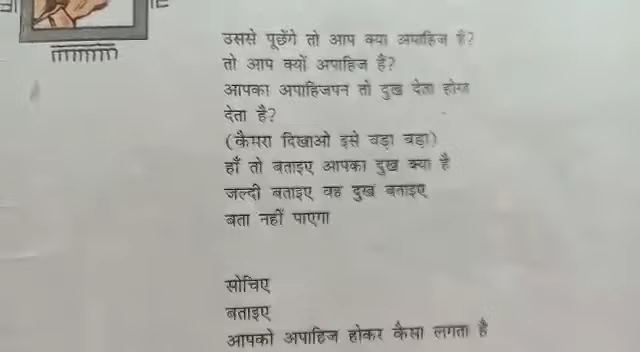 उससे पूछेंगे तो आप क्या अपाहिज हैं?
तो आप क्यों अपाहिज हैं?
आपका अपाहिजपन तो दुख देता होगा
देता है?
(कैमरा दिखाओ इसे बड़ा बड़ा)
हाँ तो बताइए आपका दुख क्या है
जल्दी बताइए वह दुख बताइए
बता नहीं पाएगा
सोचिए
बताइए
आपको अपाहिज होकर कैसा लगता है